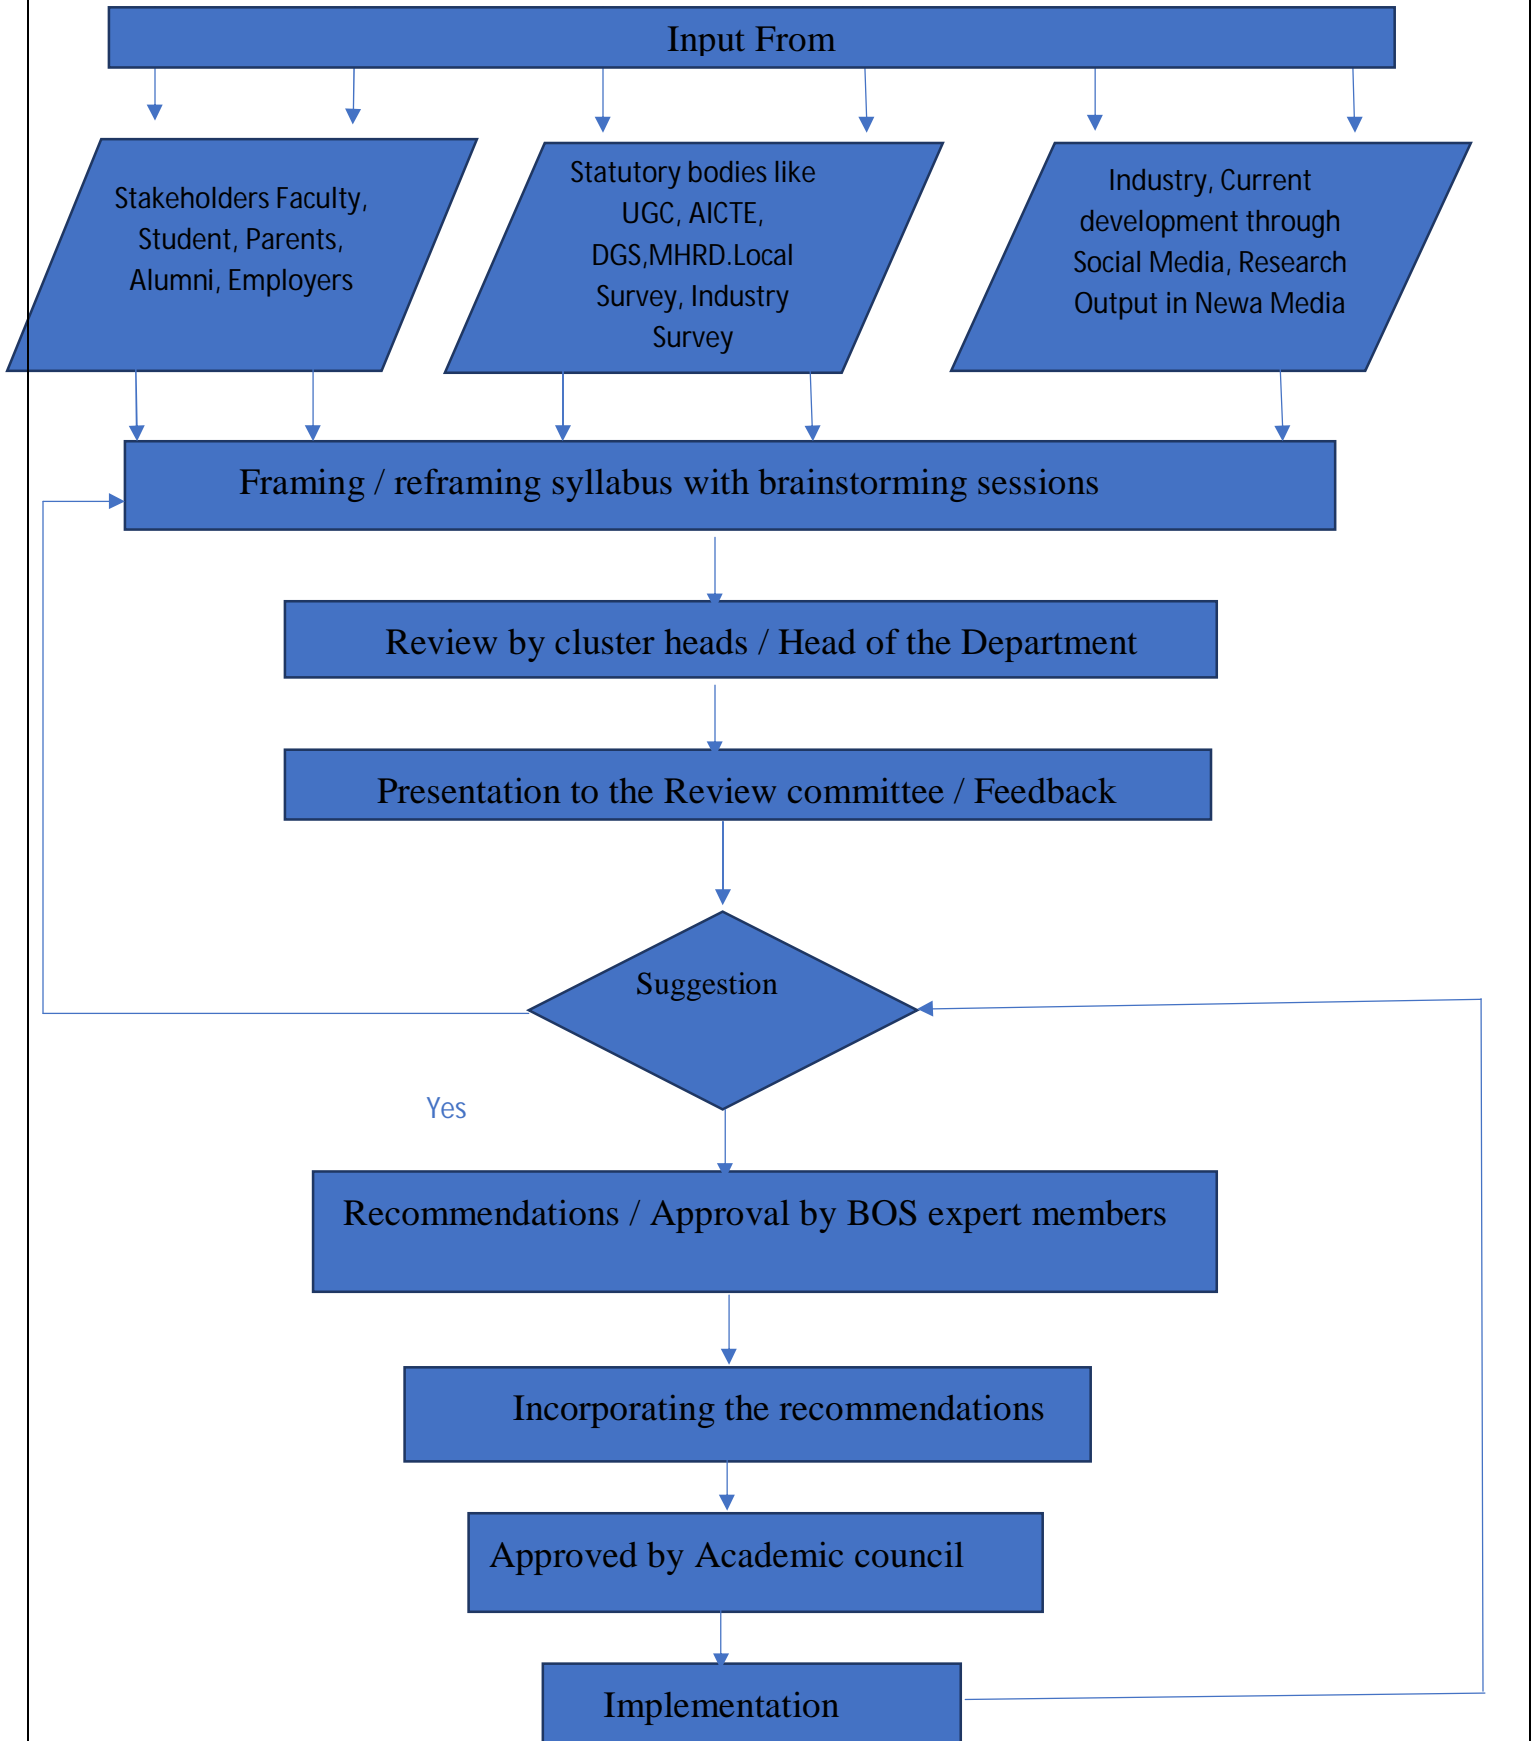 Input From
Stakeholders Faculty,
Student, Parents,
Alumni, Employers
Statutory bodies like
UGC, AICTE,
DGS,MHRD.Local
Survey, Industry
Survey
Industry, Current
development through
Social Media, Research
Output in Newa Media
Framing / reframing syllabus with brainstorming sessions
Review by cluster heads / Head of the Department
Presentation to the Review committee / Feedback
Suggestion
Yes
Recommendations / Approval by BOS expert members
Incorporating the recommendations
Approved by Academic council
Implementation